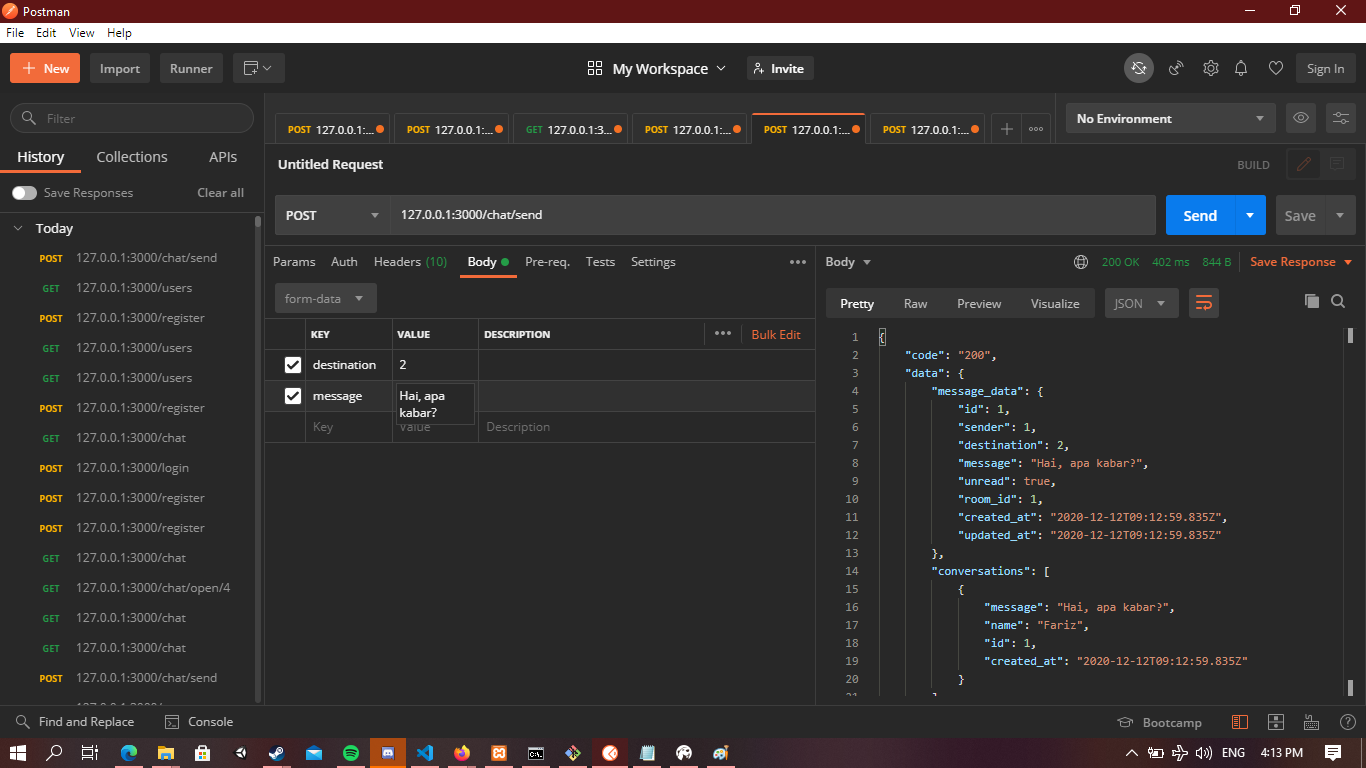 Postman
File Edit View Help
New Import Runner My Workspace Invite Sign In
Filter
POST 127.0.0.1:... POST 127.0.0.1:... GET 127.0.0.1:3... POST 127.0.0.1:... POST 127.0.0.1:... POST 127.0.0.1:... No Environment
History Collections APIs
Untitled Request BUILD
Save Responses Clear all
POST 127.0.0.1:3000/chat/send Send Save
Today
POST 127.0.0.1:3000/chat/send
GET 127.0.0.1:3000/users
POST 127.0.0.1:3000/register
GET 127.0.0.1:3000/users
GET 127.0.0.1:3000/users
POST 127.0.0.1:3000/register
GET 127.0.0.1:3000/chat
POST 127.0.0.1:3000/login
POST 127.0.0.1:3000/register
POST 127.0.0.1:3000/register
GET 127.0.0.1:3000/chat
GET 127.0.0.1:3000/chat/open/4
GET 127.0.0.1:3000/chat
GET 127.0.0.1:3000/chat
POST 127.0.0.1:3000/chat/send
Params Auth Headers (10) Body Pre-req. Tests Settings
form-data
KEY VALUE DESCRIPTION Bulk Edit
destination 2
message Hai, apa
kabar?
Key Value Description
Body 200 OK 402 ms 844 B Save Response
Pretty Raw Preview Visualize JSON
1 {
2 "code": "200",
3 "data": {
4 "message_data": {
5 "id": 1,
6 "sender": 1,
7 "destination": 2,
8 "message": "Hai, apa kabar?",
9 "unread": true,
10 "room_id": 1,
11 "created_at": "2020-12-12T09:12:59.835Z",
12 "updated_at": "2020-12-12T09:12:59.835Z"
13 },
14 "conversations": [
15 {
16 "message": "Hai, apa kabar?",
17 "name": "Fariz",
18 "id": 1,
19 "created_at": "2020-12-12T09:12:59.835Z"
20 }
Find and Replace Console Bootcamp
ENG 4:13 PM